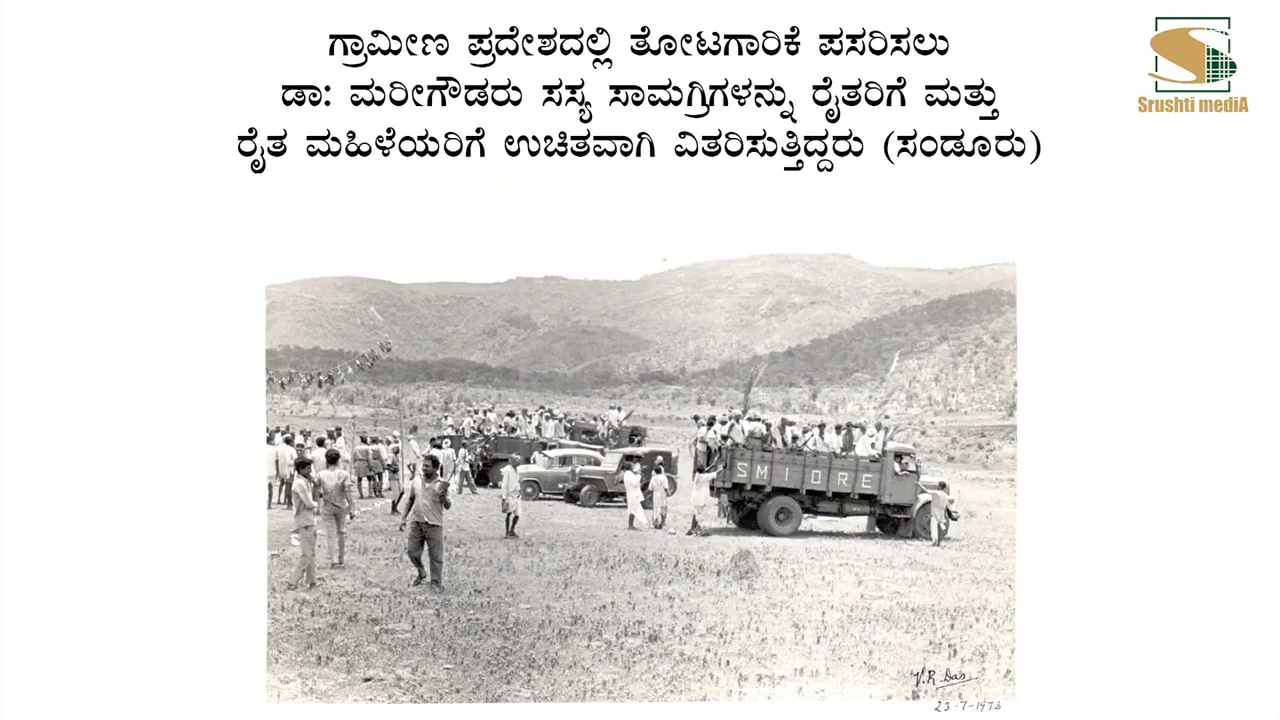 ಗ್ರಾಮೀಣ ಪ್ರದೇಶದಲ್ಲಿ ತೋಟಗಾರಿಕೆ ಪಸರಿಸಲು
ಡಾ: ಮರೀಗೌಡರು ಸಸ್ಯ ಸಾಮಗ್ರಿಗಳನ್ನು ರೈತರಿಗೆ ಮತ್ತು
ರೈತ ಮಹಿಳೆಯರಿಗೆ ಉಚಿತವಾಗಿ ವಿತರಿಸುತ್ತಿದ್ದರು (ಸಂಡೂರು)
Srushti mediA
SMIORE
V.R.Das
23-7-1973